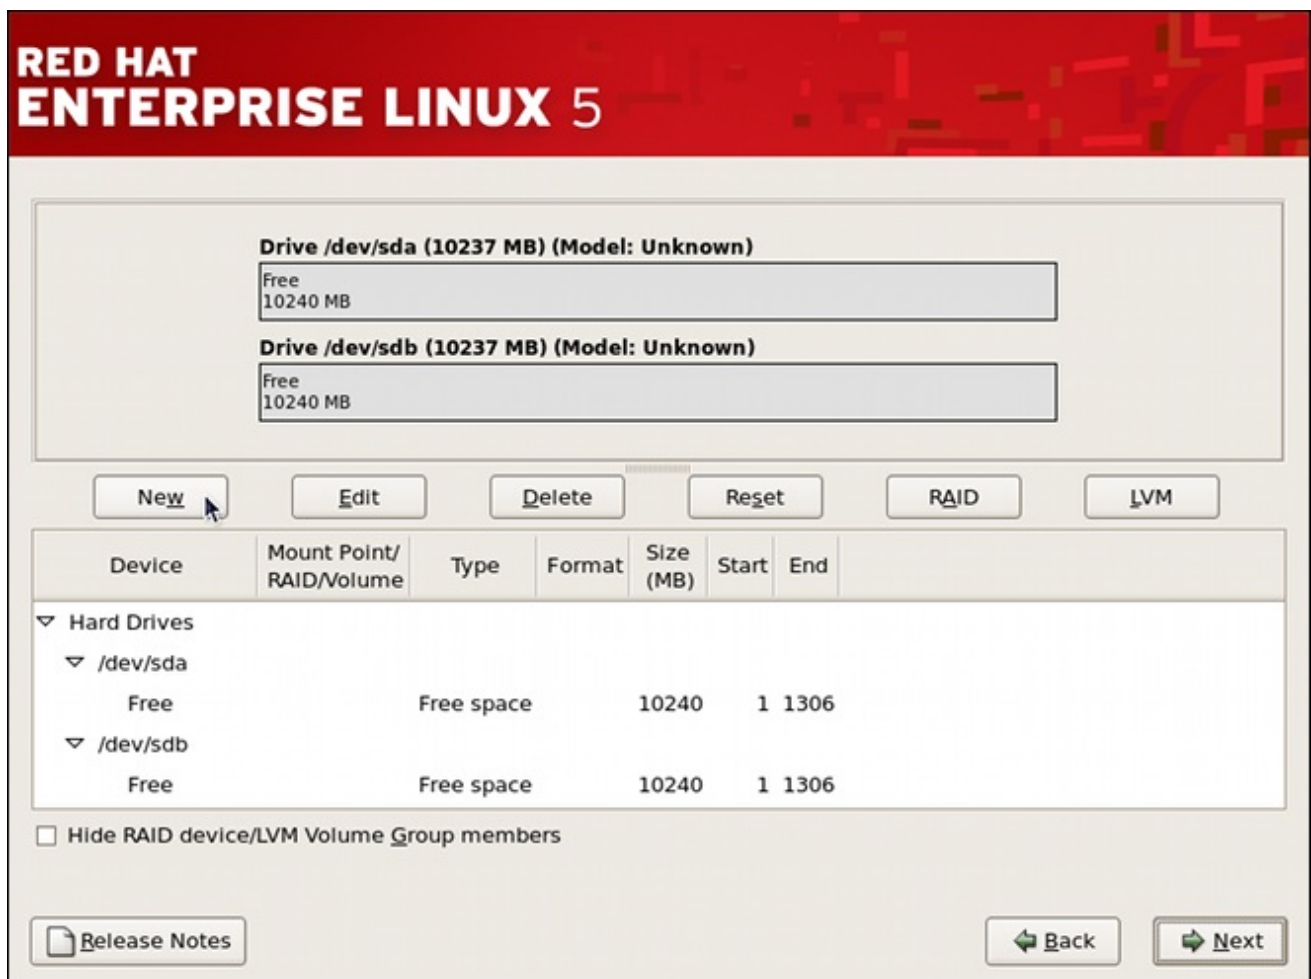 RED HAT
ENTERPRISE LINUX 5
Drive /dev/sda (10237 MB) (Model: Unknown)
Free
10240 MB
Drive /dev/sdb (10237 MB) (Model: Unknown)
Free
10240 MB
New Edit Delete Reset RAID LVM
Device Mount Point/ RAID/Volume Type Format Size (MB) Start End
Hard Drives
/dev/sda
Free Free space 10240 1 1306
/dev/sdb
Free Free space 10240 1 1306
Hide RAID device/LVM Volume Group members
Release Notes Back Next